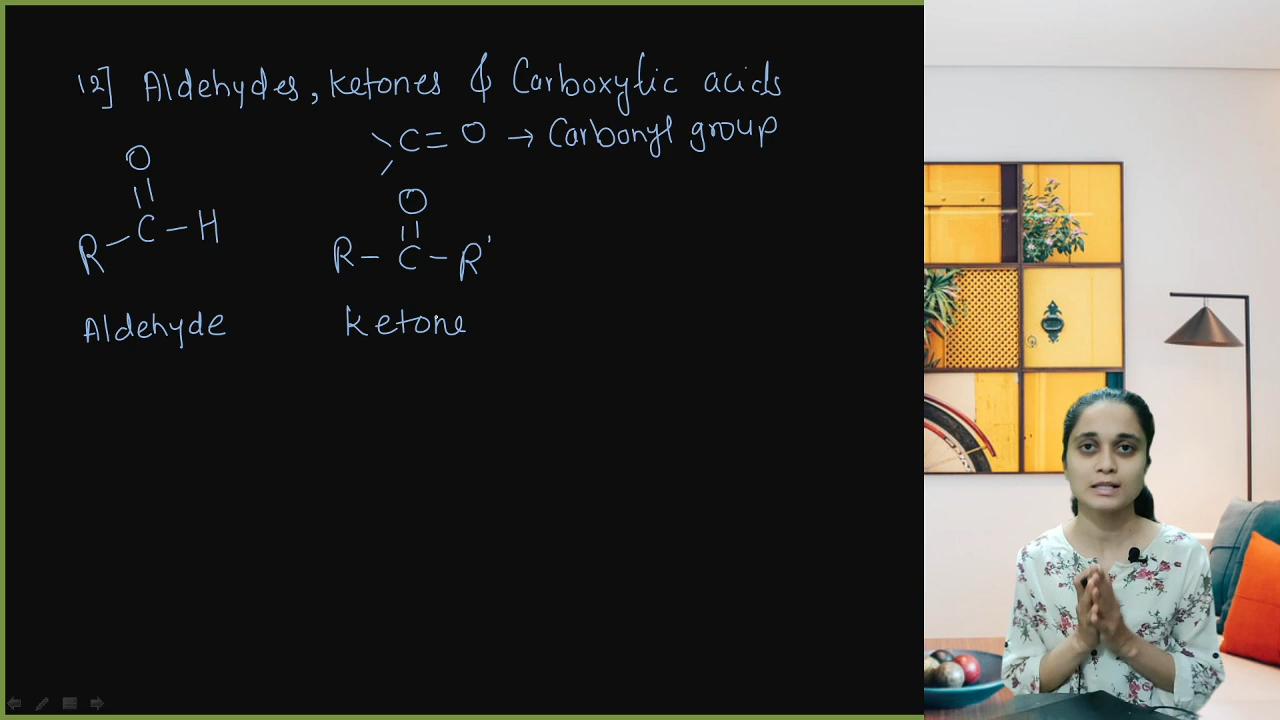 12] Aldehydes, ketones & Carboxylic acids
C = O → Carbonyl group
O
||
R - C - H
O
||
R - C - R'
Aldehyde
ketone